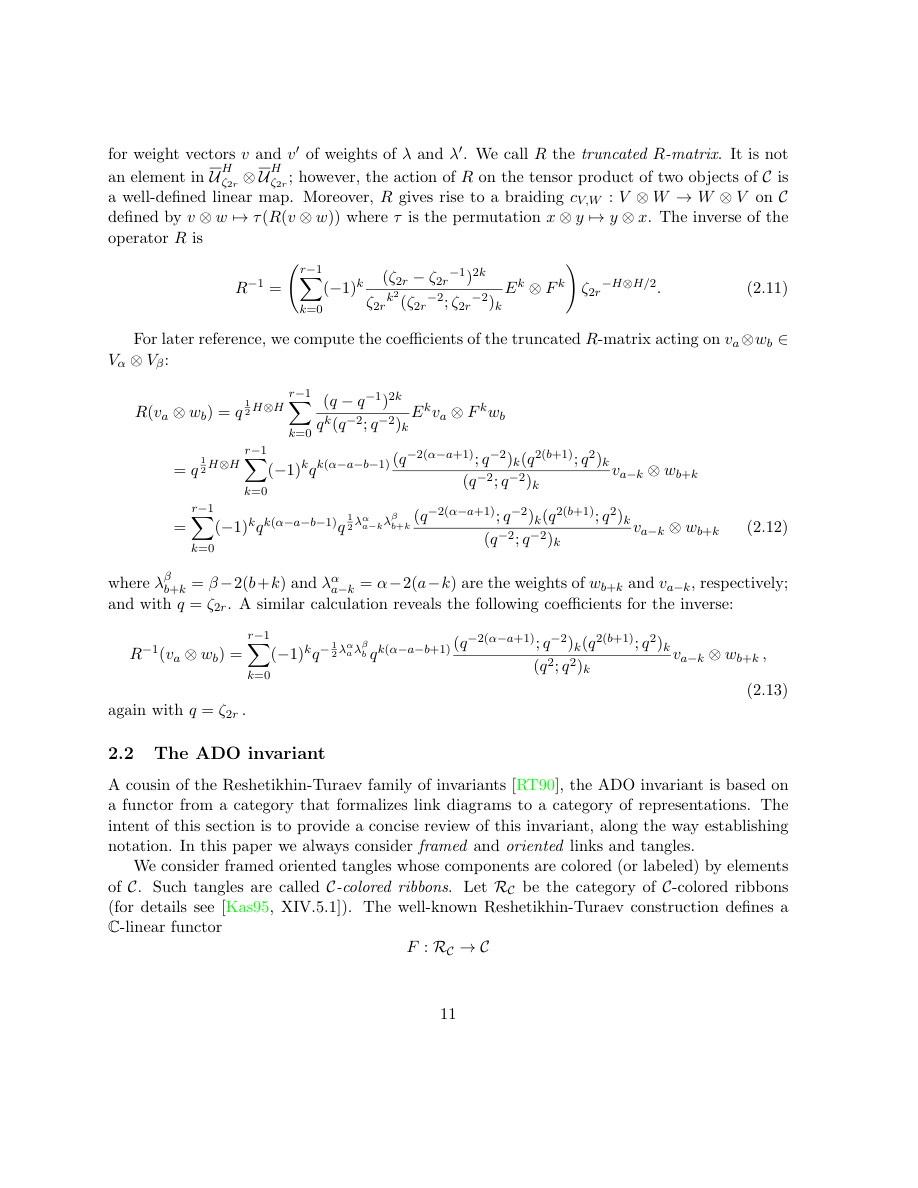 for weight vectors v and v′ of weights of λ and λ′. We call R the truncated R-matrix. It is not
an element in U̅^H_{ζ_{2r}} ⊗ U̅^H_{ζ_{2r}}; however, the action of R on the tensor product of two objects of 𝒞 is
a well-defined linear map. Moreover, R gives rise to a braiding c_{V,W} : V ⊗ W → W ⊗ V on 𝒞
defined by v ⊗ w ↦ τ(R(v ⊗ w)) where τ is the permutation x ⊗ y ↦ y ⊗ x. The inverse of the
operator R is
R^{−1} = ( ∑_{k=0}^{r−1} (−1)^k \frac{(ζ_{2r} − ζ_{2r}^{−1})^{2k}}{ζ_{2r}^{k^2}(ζ_{2r}^{−2}; ζ_{2r}^{−2})_k} E^k ⊗ F^k ) ζ_{2r}^{−H⊗H/2}. (2.11)
For later reference, we compute the coefficients of the truncated R-matrix acting on v_a ⊗ w_b ∈
V_α ⊗ V_β:
R(v_a ⊗ w_b) = q^{\frac{1}{2}H⊗H} ∑_{k=0}^{r−1} \frac{(q − q^{−1})^{2k}}{q^k(q^{−2}; q^{−2})_k} E^k v_a ⊗ F^k w_b
= q^{\frac{1}{2}H⊗H} ∑_{k=0}^{r−1} (−1)^k q^{k(α−a−b−1)} \frac{(q^{−2(α−a+1)}; q^{−2})_k (q^{2(b+1)}; q^2)_k}{(q^{−2}; q^{−2})_k} v_{a−k} ⊗ w_{b+k}
= ∑_{k=0}^{r−1} (−1)^k q^{k(α−a−b−1)} q^{\frac{1}{2}λ^α_{a−k}λ^β_{b+k}} \frac{(q^{−2(α−a+1)}; q^{−2})_k (q^{2(b+1)}; q^2)_k}{(q^{−2}; q^{−2})_k} v_{a−k} ⊗ w_{b+k} (2.12)
where λ^β_{b+k} = β−2(b+k) and λ^α_{a−k} = α−2(a−k) are the weights of w_{b+k} and v_{a−k}, respectively;
and with q = ζ_{2r}. A similar calculation reveals the following coefficients for the inverse:
R^{−1}(v_a ⊗ w_b) = ∑_{k=0}^{r−1} (−1)^k q^{−\frac{1}{2}λ^α_a λ^β_b} q^{k(α−a−b+1)} \frac{(q^{−2(α−a+1)}; q^{−2})_k (q^{2(b+1)}; q^2)_k}{(q^2; q^2)_k} v_{a−k} ⊗ w_{b+k} ,
(2.13)
again with q = ζ_{2r} .
2.2 The ADO invariant
A cousin of the Reshetikhin-Turaev family of invariants [RT90], the ADO invariant is based on
a functor from a category that formalizes link diagrams to a category of representations. The
intent of this section is to provide a concise review of this invariant, along the way establishing
notation. In this paper we always consider framed and oriented links and tangles.
We consider framed oriented tangles whose components are colored (or labeled) by elements
of 𝒞. Such tangles are called 𝒞-colored ribbons. Let ℛ_𝒞 be the category of 𝒞-colored ribbons
(for details see [Kas95, XIV.5.1]). The well-known Reshetikhin-Turaev construction defines a
ℂ-linear functor
F : ℛ_𝒞 → 𝒞
11